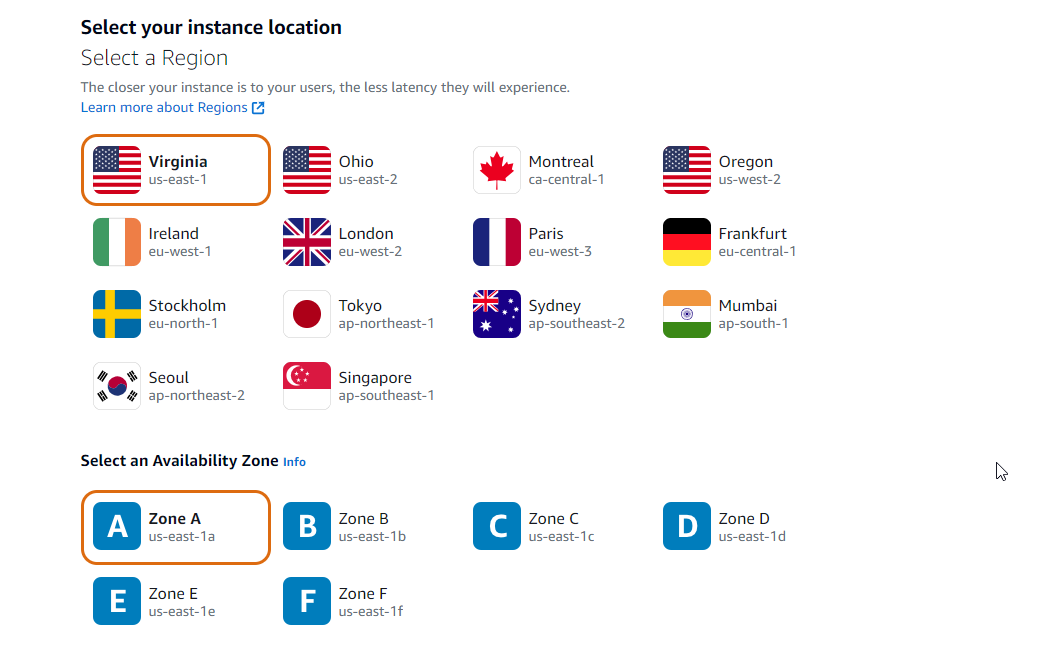 Select your instance location
Select a Region
The closer your instance is to your users, the less latency they will experience.
Learn more about Regions
Virginia
us-east-1
Ohio
us-east-2
Montreal
ca-central-1
Oregon
us-west-2
Ireland
eu-west-1
London
eu-west-2
Paris
eu-west-3
Frankfurt
eu-central-1
Stockholm
eu-north-1
Tokyo
ap-northeast-1
Sydney
ap-southeast-2
Mumbai
ap-south-1
Seoul
ap-northeast-2
Singapore
ap-southeast-1
Select an Availability Zone Info
A
Zone A
us-east-1a
B
Zone B
us-east-1b
C
Zone C
us-east-1c
D
Zone D
us-east-1d
E
Zone E
us-east-1e
F
Zone F
us-east-1f